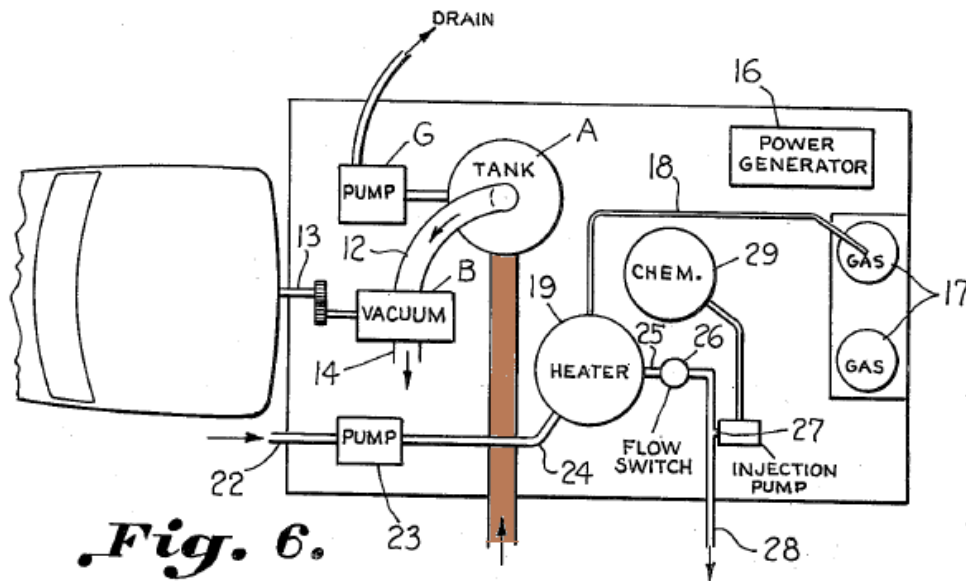 DRAIN
16
G
A
POWER
GENERATOR
TANK
PUMP
18
12
13
B
CHEM.
29
GAS
17
19
VACUUM
25
26
14
HEATER
GAS
PUMP
FLOW
SWITCH
27
24
INJECTION
PUMP
22
23
28
Fig. 6.